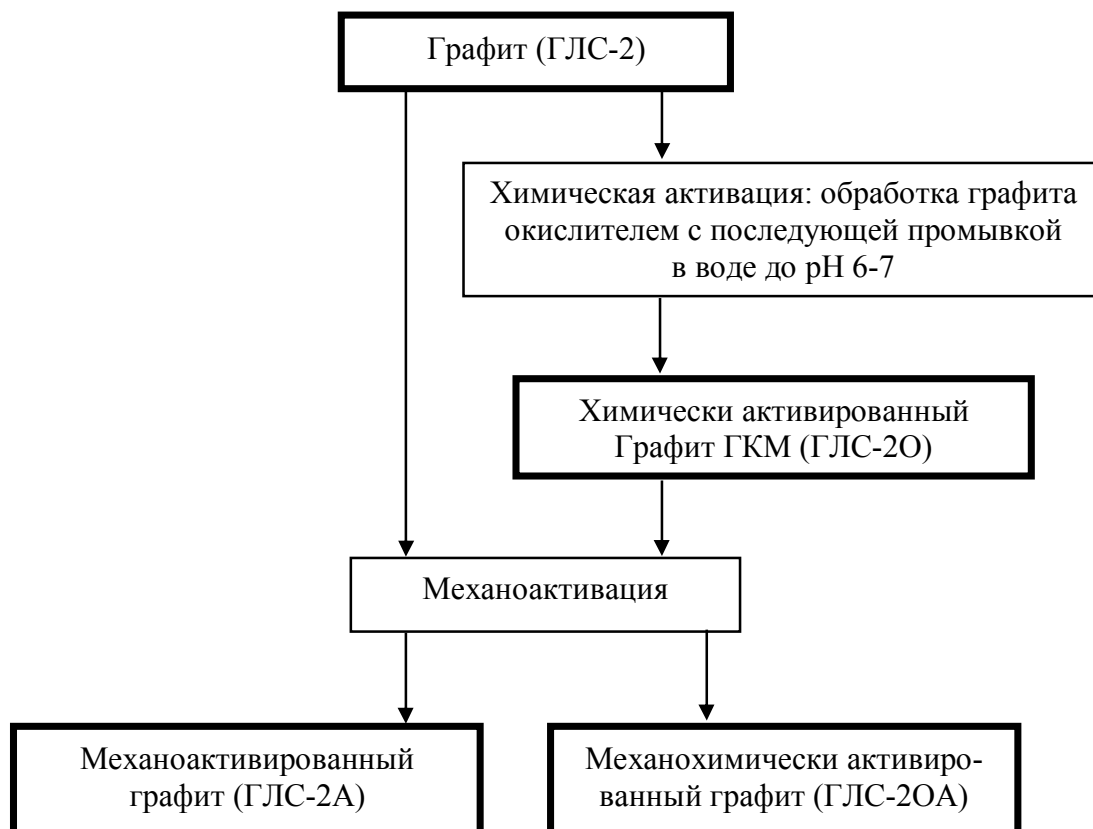 Графит (ГЛС-2)
Химическая активация: обработка графита
окислителем с последующей промывкой
в воде до pH 6-7
Химически активированный
Графит ГКМ (ГЛС-2О)
Механоактивация
Механоактивированный
графит (ГЛС-2А)
Механохимически активиро-
ванный графит (ГЛС-2ОА)